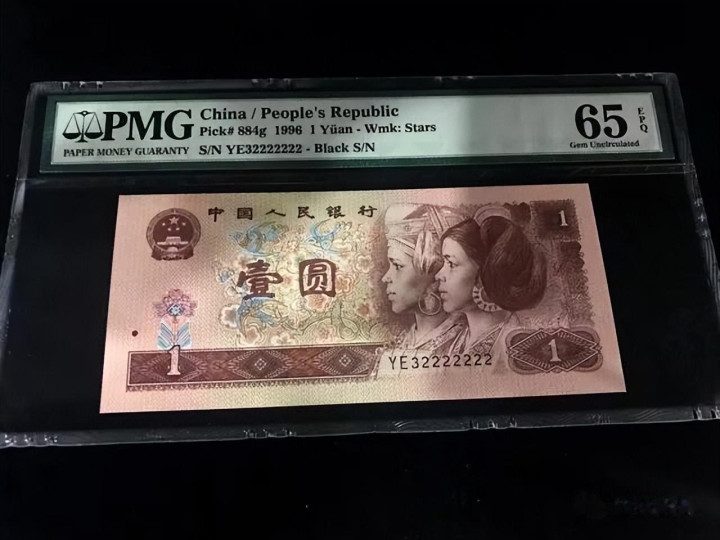 PMG
PAPER MONEY GUARANTY
China / People's Republic
Pick# 884g 1996 1 Yüan - Wmk: Stars
S/N YE32222222 - Black S/N
65
EPQ
Gem Uncirculated
中国人民银行
1
壹圆
1
YE32222222
1